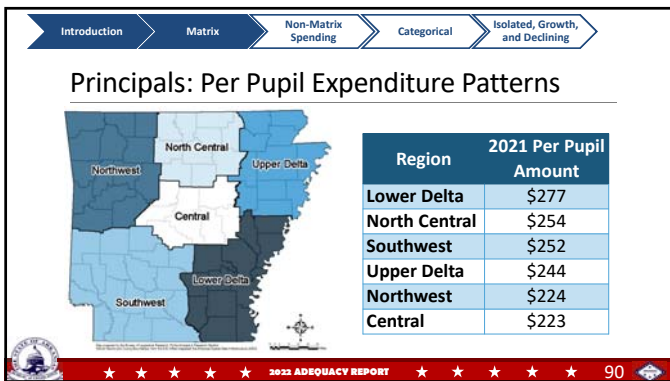 Introduction
Matrix
Non-Matrix
Spending
Categorical
Isolated, Growth,
and Declining
Principals: Per Pupil Expenditure Patterns
Northwest
North Central
Upper Delta
Central
Southwest
Lower Delta
Region 2021 Per Pupil
Amount
Lower Delta $277
North Central $254
Southwest $252
Upper Delta $244
Northwest $224
Central $223
2022 ADEQUACY REPORT
90